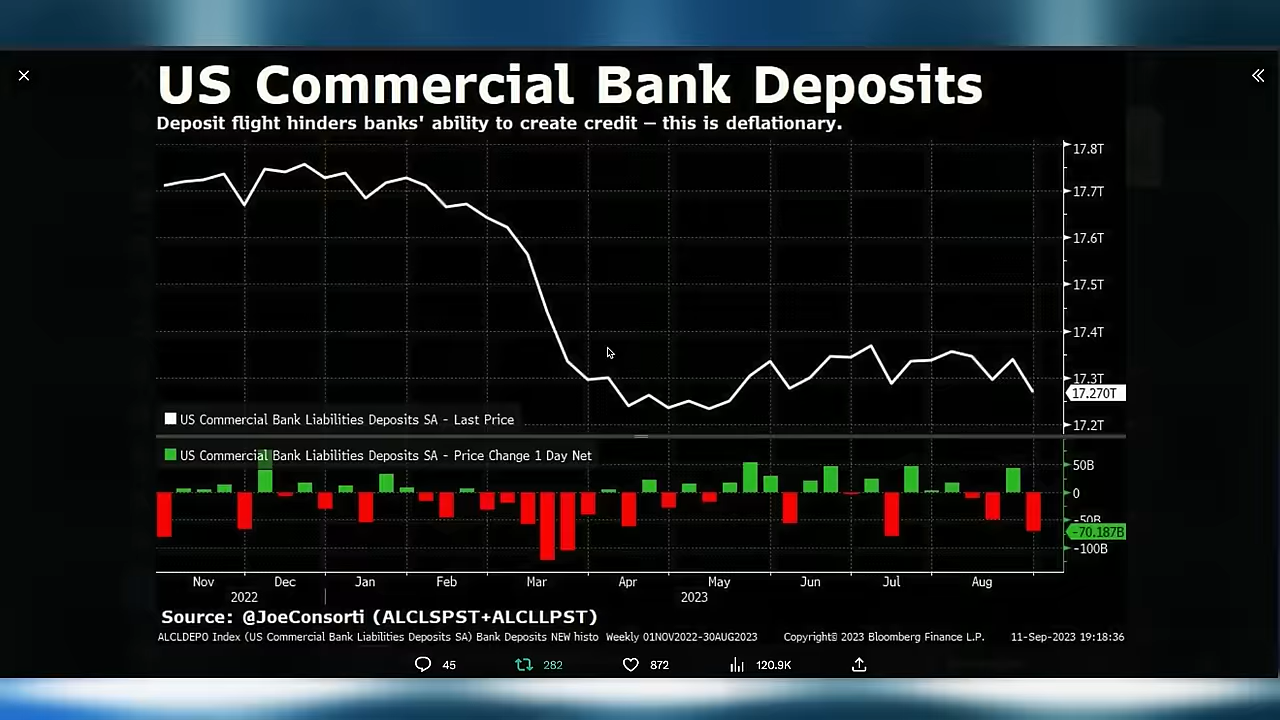 US Commercial Bank Deposits
Deposit flight hinders banks' ability to create credit – this is deflationary.
17.8T
17.7T
17.6T
17.5T
17.4T
17.3T
17.270T
17.2T
US Commercial Bank Liabilities Deposits SA - Last Price
US Commercial Bank Liabilities Deposits SA - Price Change 1 Day Net
50B
0
-50B
-70.187B
-100B
Nov Dec Jan Feb Mar Apr May Jun Jul Aug
2022 2023
Source: @JoeConsorti (ALCLSPST+ALCLLPST)
ALCLDEPO Index (US Commercial Bank Liabilities Deposits SA) Bank Deposits NEW histo Weekly 01NOV2022-30AUG2023 Copyright© 2023 Bloomberg Finance L.P. 11-Sep-2023 19:18:36
45 282 872 120.9K